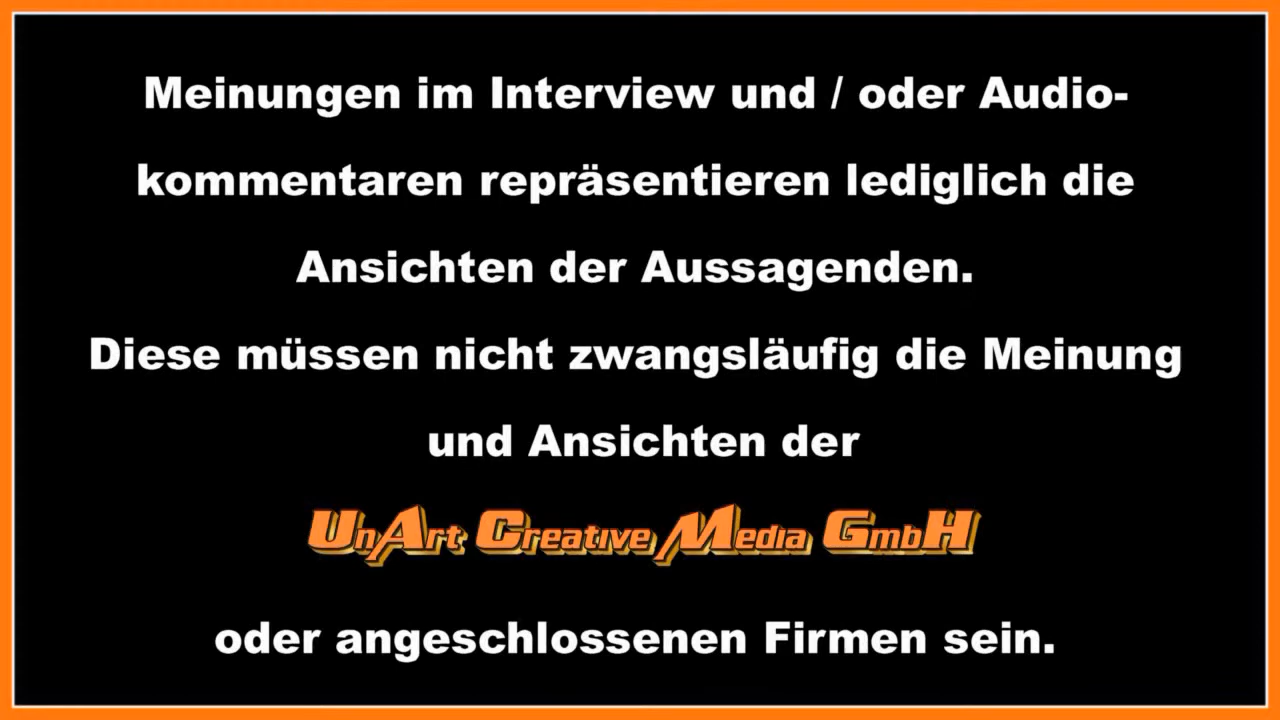 Meinungen im Interview und / oder Audio-
kommentaren repräsentieren lediglich die
Ansichten der Aussagenden.
Diese müssen nicht zwangsläufig die Meinung
und Ansichten der
UnArt Creative Media GmbH
oder angeschlossenen Firmen sein.